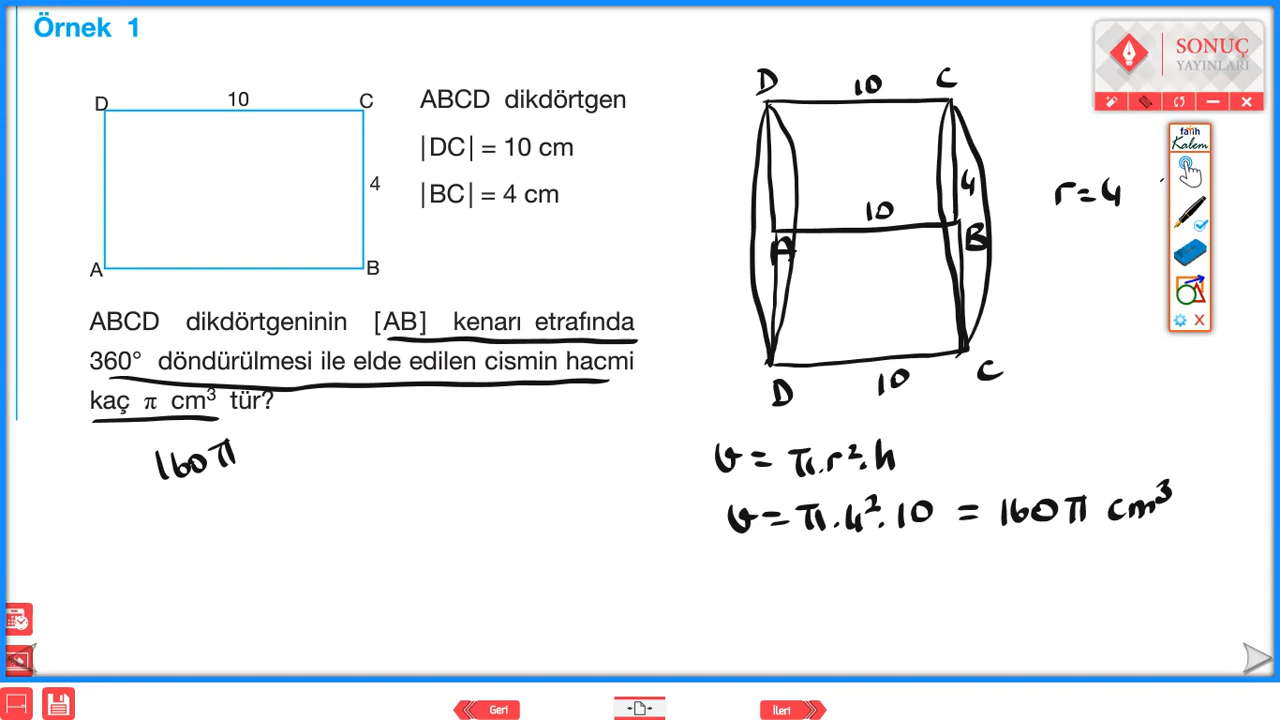 Örnek 1
D 10 C
4
A B
ABCD dikdörtgen
|DC| = 10 cm
|BC| = 4 cm
ABCD dikdörtgeninin [AB] kenarı etrafında
360° döndürülmesi ile elde edilen cismin hacmi
kaç π cm³ tür?
160π
D 10 C
4
10
A B
D 10 C
r=4
v = π.r².h
v = π.4².10 = 160π cm³
SONUÇ
YAYINLARI
fatih
Kalem
Geri
İleri